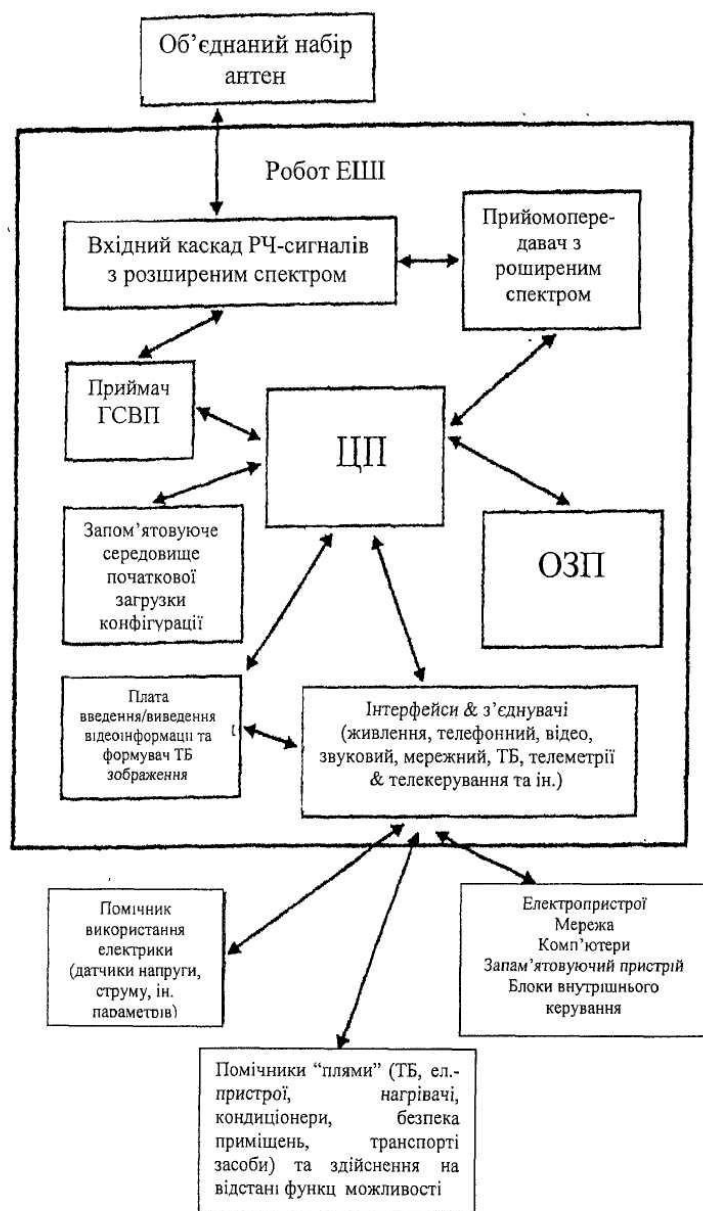 Об’єднаний набір
антен
Робот ЕШІ
Вхідний каскад РЧ-сигналів
з розширеним спектром
Прийомопере-
давач з
роширеним
спектром
Приймач
ГСВП
ЦП
Запом’ятовуюче
середовище
початкової
загрузки
конфігурації
ОЗП
Плата
введення/виведення
відеоінформації та
формувач ТБ
зображення
Інтерфейси & з’єднувачі
(живлення, телефонний, відео,
звуковий, мережний, ТБ, телеметрії
& телекерування та ін.)
Помічник
використання
електрики
(датчики напруги,
струму, ін.
параметрів)
Електропристрої
Мережа
Комп’ютери
Запам’ятовуючий пристрій
Блоки внутрішнього
керування
Помічники “плями” (ТБ, ел.-
пристрої, нагрівачі,
кондиціонери, безпека
приміщень, транспорті
засоби) та здійснення на
відстані функц можливості